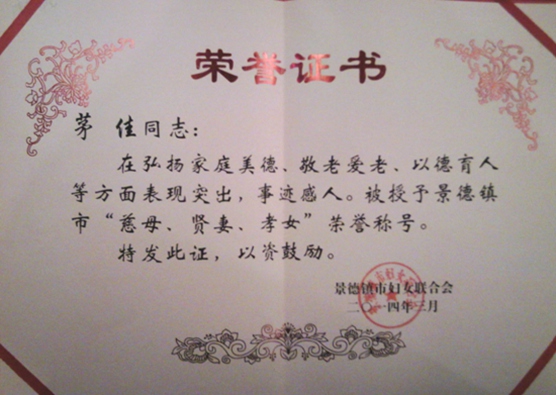 荣誉证书
茅 佳同志：
在弘扬家庭美德、敬老爱老、以德育人
等方面表现突出，事迹感人。被授予景德镇
市“慈母、贤妻、孝女”荣誉称号。
特发此证，以资鼓励。
景德镇市妇女联合会
二〇一四年三月